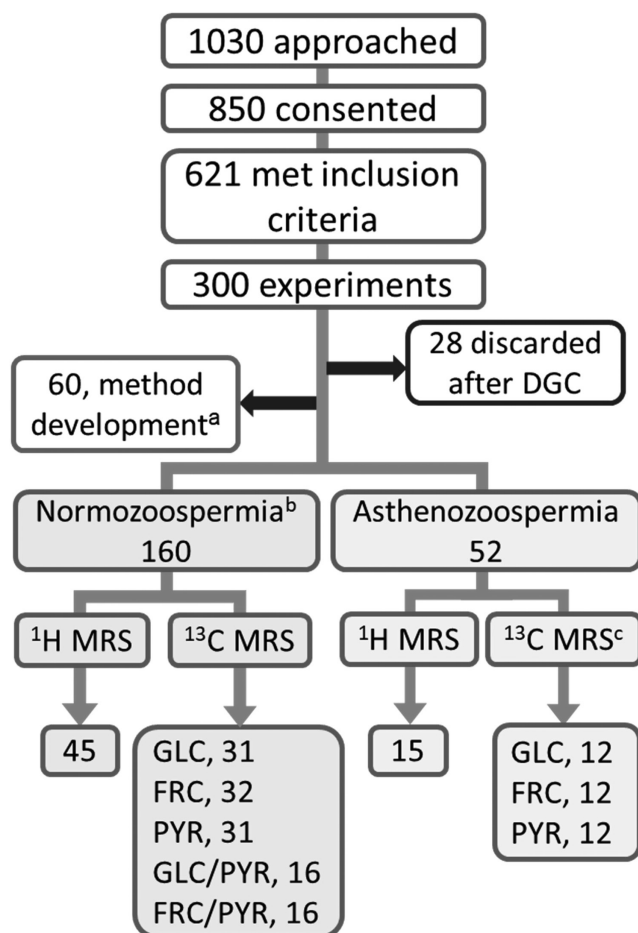 1030 approached
850 consented
621 met inclusion
criteria
300 experiments
28 discarded
after DGC
60, method
developmentᵃ
Normozoospermiaᵇ
160
Asthenozoospermia
52
¹H MRS
¹³C MRS
¹H MRS
¹³C MRSᶜ
45
GLC, 31
FRC, 32
PYR, 31
GLC/PYR, 16
FRC/PYR, 16
15
GLC, 12
FRC, 12
PYR, 12